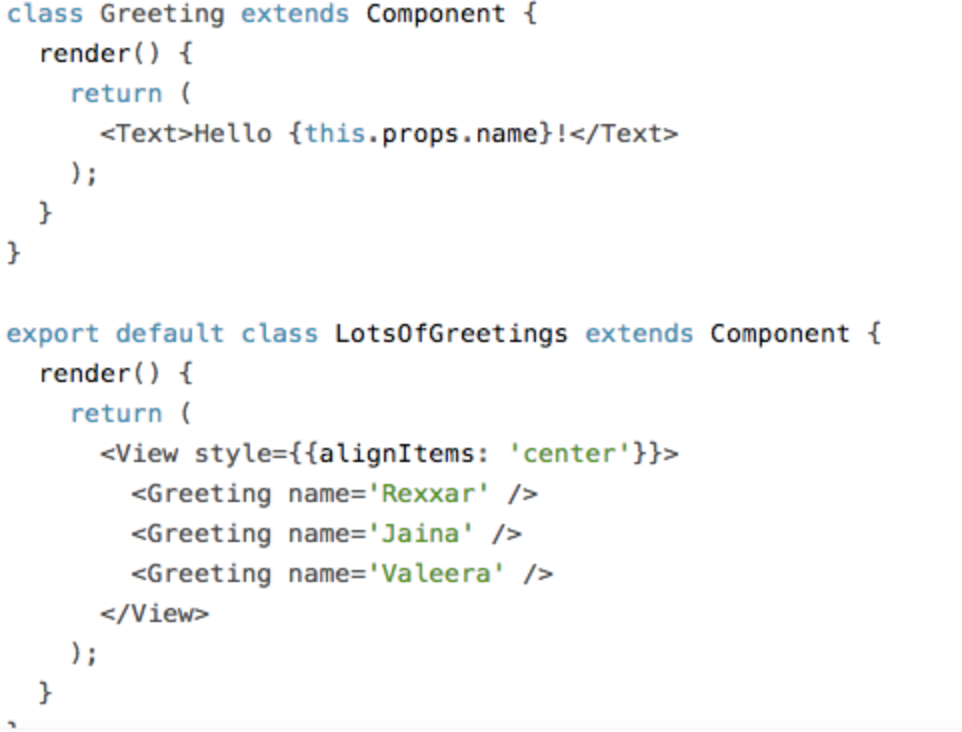 class Greeting extends Component {
  render() {
    return (
      <Text>Hello {this.props.name}!</Text>
    );
  }
}

export default class LotsOfGreetings extends Component {
  render() {
    return (
      <View style={{alignItems: 'center'}}>
        <Greeting name='Rexxar' />
        <Greeting name='Jaina' />
        <Greeting name='Valeera' />
      </View>
    );
  }